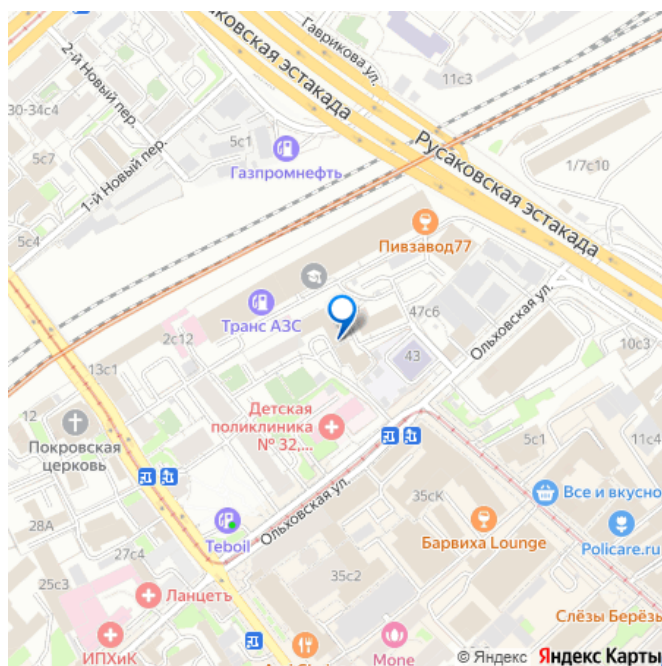 Гаврикова ул.
11с3
2-й Новый пер.
Русаковская эстакада
30-34с4
5с1
Газпромнефть
5с7
1-й Новый пер.
Русаковская эстакада
1/7с10
5с4
Пивзавод77
Транс АЗС
47с6
Ольховская ул.
2с12
43
10с3
13с1
12
Детская
поликлиника
№ 32,...
Покровская
церковь
5с1
11с4
35сК
Все и вкусно
28А
Ольховская ул.
Teboil
Барвиха Lounge
Policare.ru
27с4
35с2
25с3
Ланцетъ
Слёзы Берёзы
ИПХиК
Mone
© Яндекс Яндекс Карты